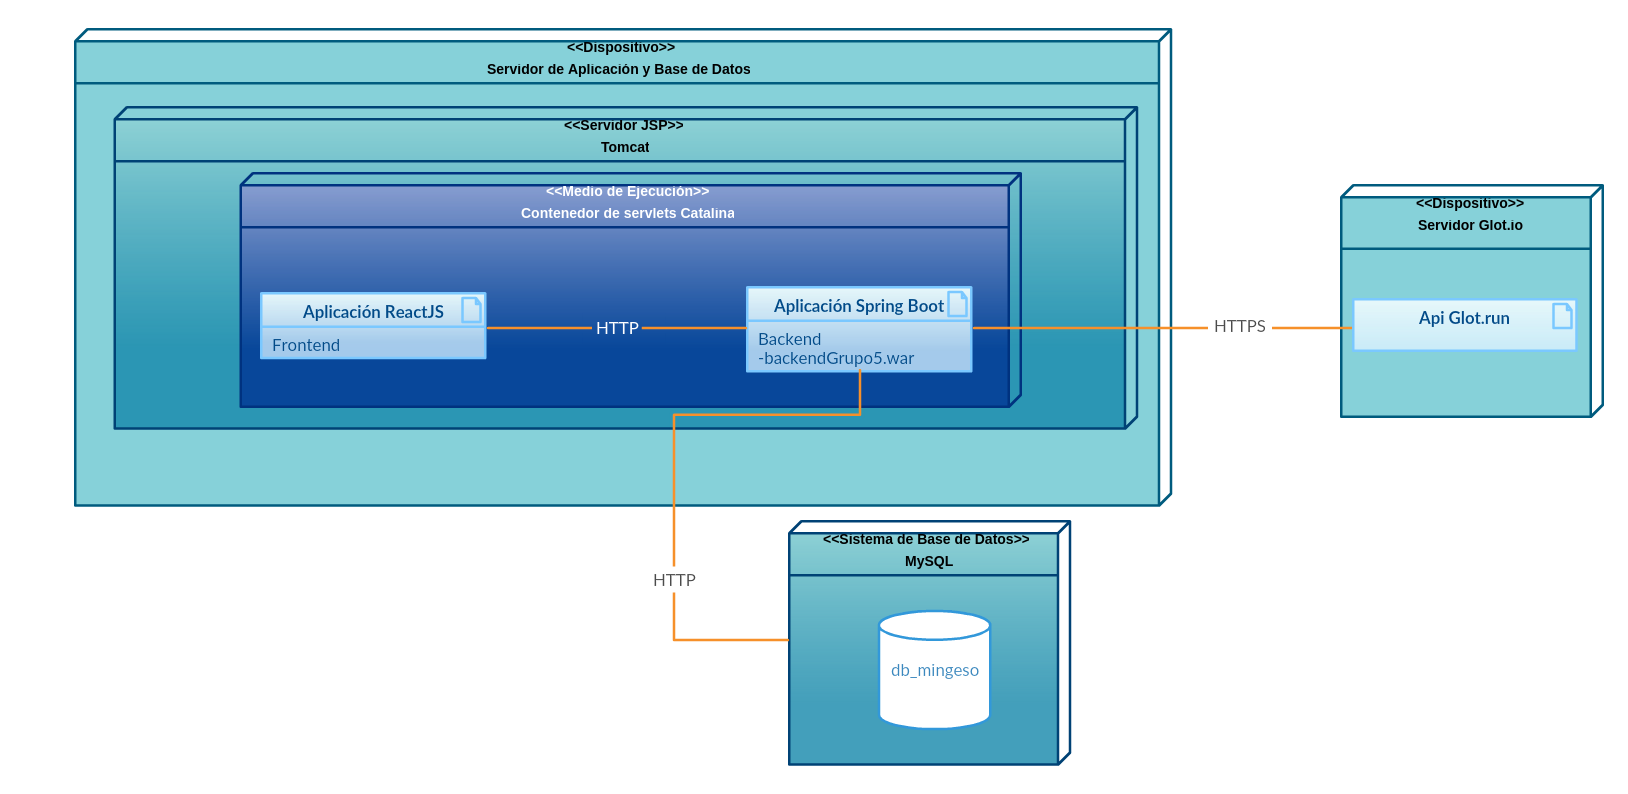 <<Dispositivo>>
Servidor de Aplicación y Base de Datos
<<Servidor JSP>>
Tomcat
<<Medio de Ejecución>>
Contenedor de servlets Catalina
Aplicación ReactJS
Frontend
HTTP
Aplicación Spring Boot
Backend
-backendGrupo5.war
HTTPS
<<Dispositivo>>
Servidor Glot.io
Api Glot.run
HTTP
<<Sistema de Base de Datos>>
MySQL
db_mingeso